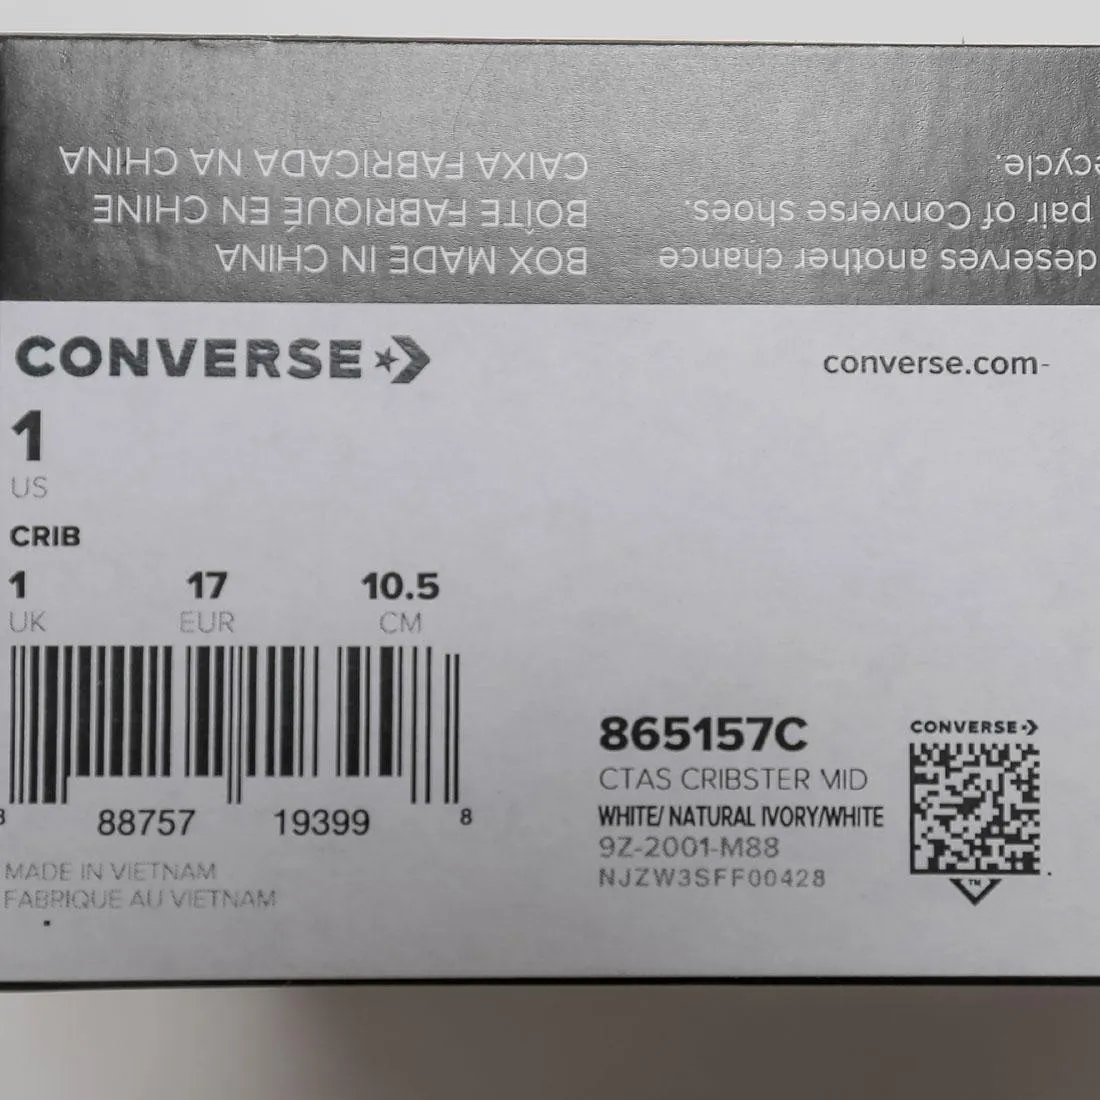 CAIXA FABRICADA NA CHINA
BOÎTE FABRIQUÉ EN CHINE
BOX MADE IN CHINA
deserves another chance
pair of Converse shoes.
ecycle.
CONVERSE
converse.com
1
US
CRIB
1 17 10.5
UK EUR CM
88757 19399 8
MADE IN VIETNAM
FABRIQUE AU VIETNAM
865157C
CTAS CRIBSTER MID
WHITE/ NATURAL IVORY/WHITE
9Z-2001-M88
NJZW3SFF00428
CONVERSE
TM